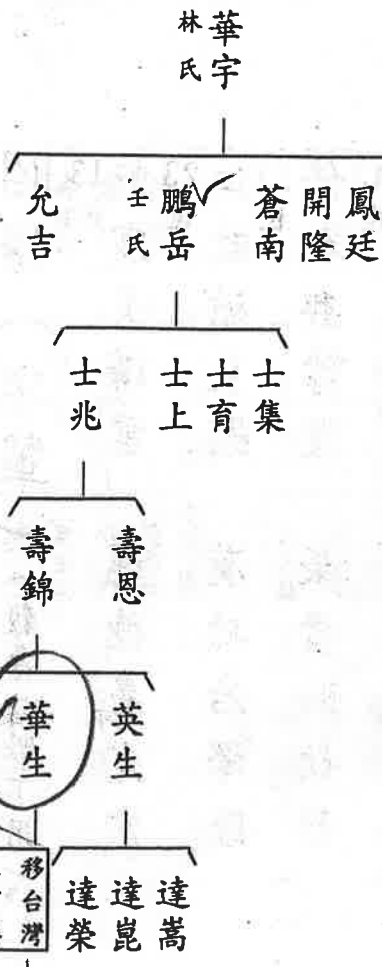 華宇
林氏
鳳廷
開隆
蒼南
鵬岳
壬氏
允吉
士集
士育
士上
士兆
壽恩
壽錦
英生
華生
達嵩
達崑
達榮
移台灣